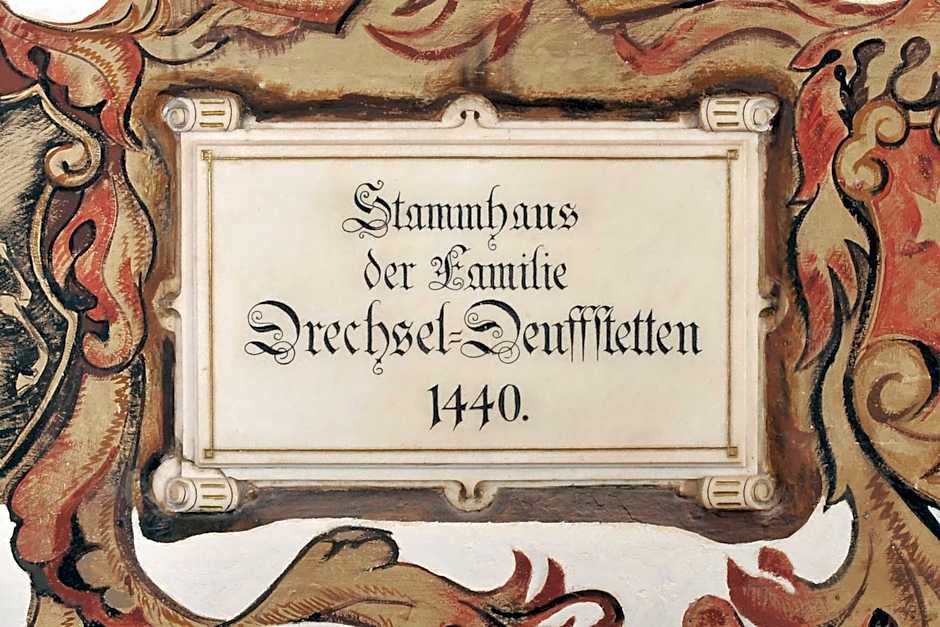 Stammhaus
der Familie
Drechsel=Deuffſtetten
1440.